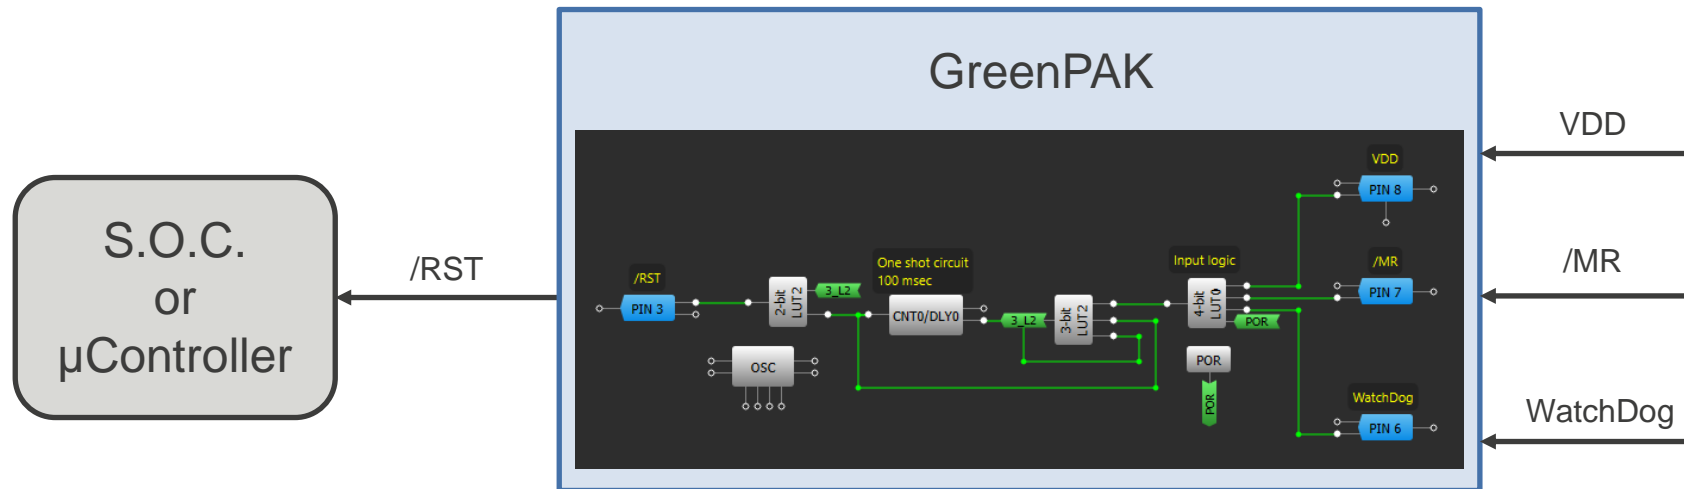 GreenPAK
S.O.C.
or
µController
/RST
VDD
/MR
WatchDog
VDD
PIN 8
/MR
PIN 7
WatchDog
PIN 6
Input logic
4-bit
LUT0
POR
POR
POR
3-bit
LUT2
3_L2
One shot circuit
100 msec
CNT0/DLY0
3_L2
2-bit
LUT2
/RST
PIN 3
OSC